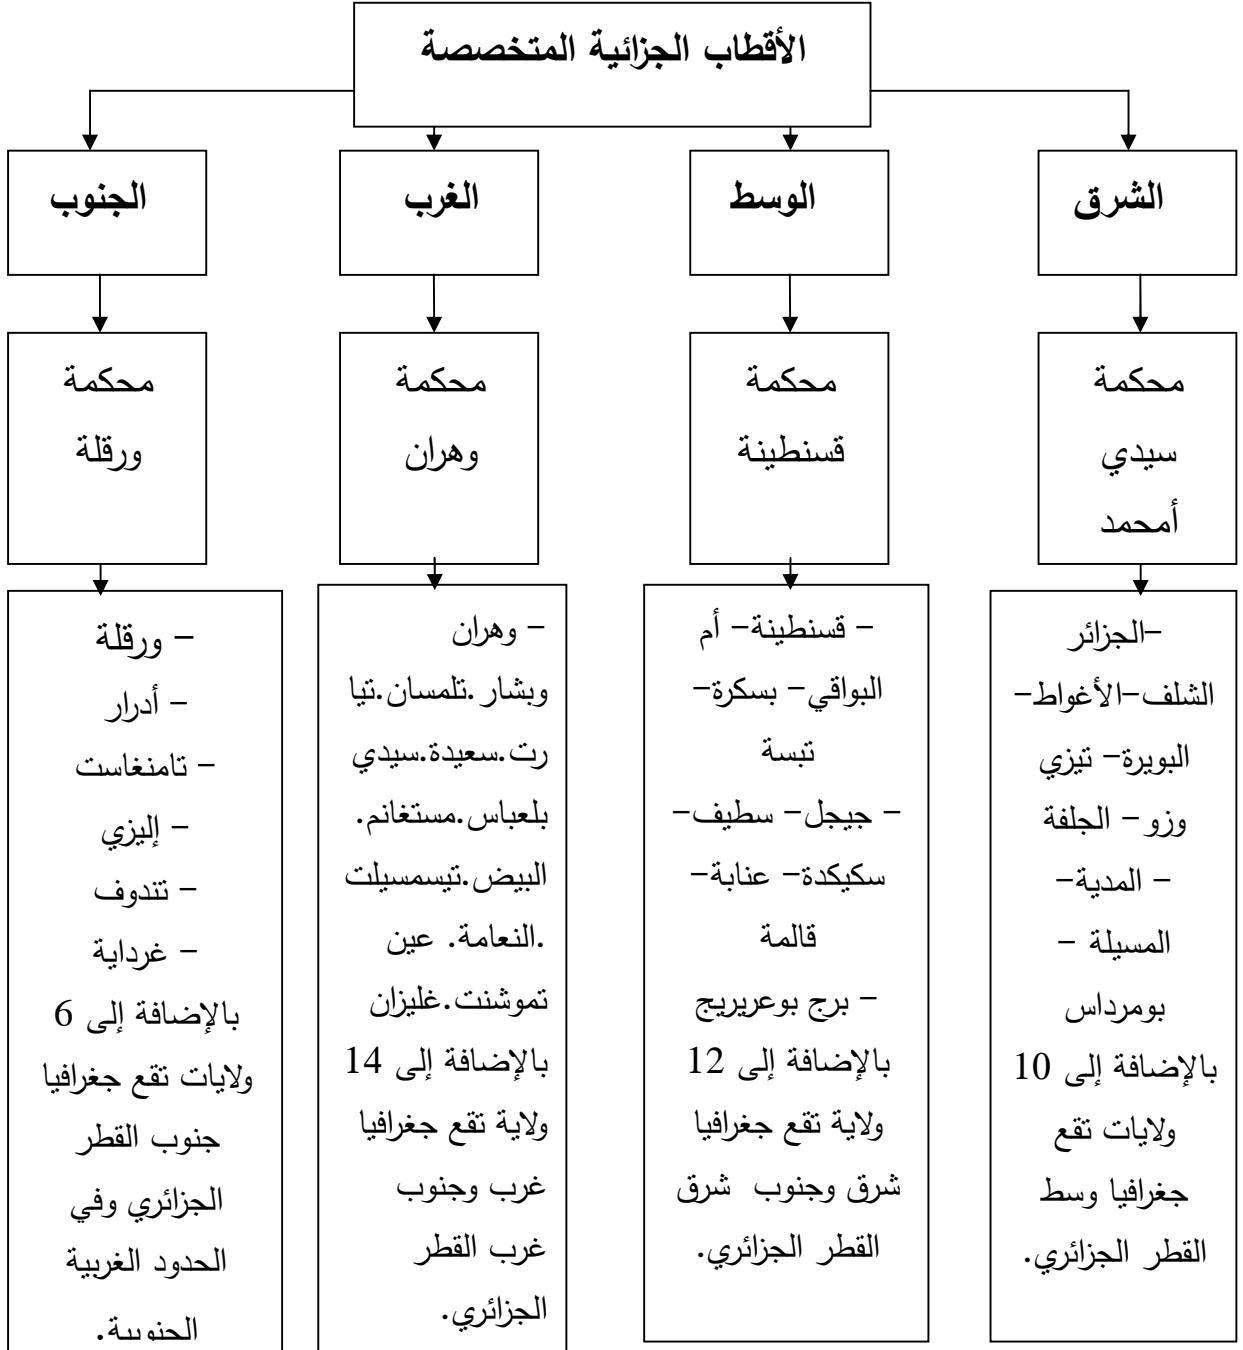 الأقطاب الجزائية المتخصصة
الشرق
الوسط
الغرب
الجنوب
محكمة
سيدي
أمحمد
محكمة
قسنطينة
محكمة
وهران
محكمة
ورقلة
–الجزائر
الشلف–الأغواط–
البويرة– تيزي
وزو– الجلفة
– المدية–
المسيلة –
بومرداس
بالإضافة إلى 10
ولايات تقع
جغرافيا وسط
القطر الجزائري.
– قسنطينة– أم
البواقي– بسكرة–
تبسة
– جيجل– سطيف–
سكيكدة– عنابة–
قالمة
– برج بوعريريج
بالإضافة إلى 12
ولاية تقع جغرافيا
شرق وجنوب شرق
القطر الجزائري.
– وهران
وبشار.تلمسان.تيا
رت.سعيدة.سيدي
بلعباس.مستغانم.
البيض.تيسمسيلت
.النعامة. عين
تموشنت.غليزان
بالإضافة إلى 14
ولاية تقع جغرافيا
غرب وجنوب
غرب القطر
الجزائري.
– ورقلة
– أدرار
– تامنغاست
– إليزي
– تندوف
– غرداية
بالإضافة إلى 6
ولايات تقع جغرافيا
جنوب القطر
الجزائري وفي
الحدود الغربية
الجنوبية.